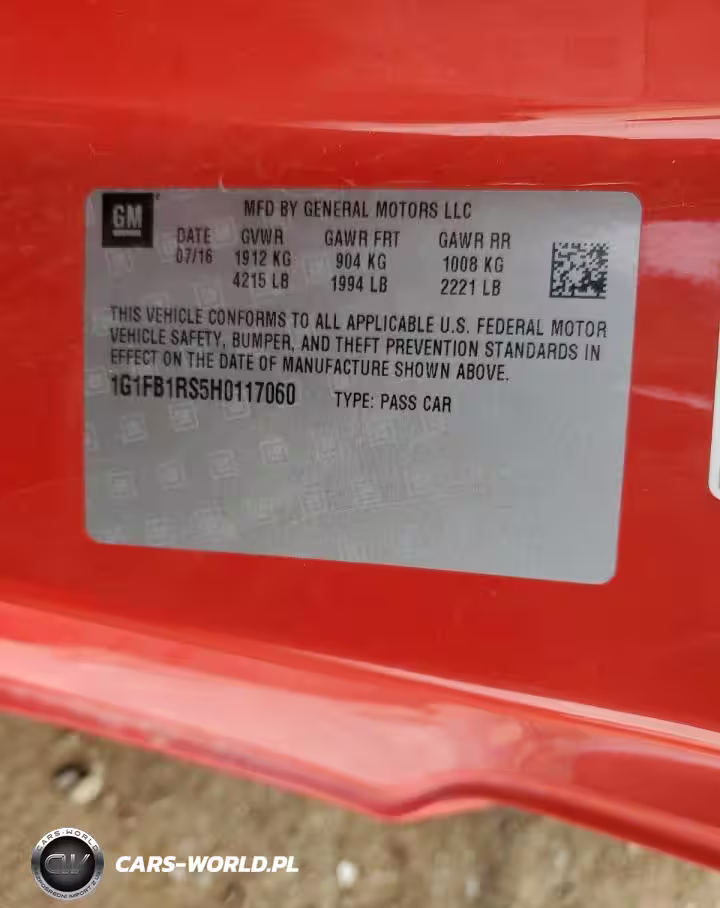 GM
MFD BY GENERAL MOTORS LLC
DATE GVWR GAWR FRT GAWR RR
07/16 1912 KG 904 KG 1008 KG
4215 LB 1994 LB 2221 LB
THIS VEHICLE CONFORMS TO ALL APPLICABLE U.S. FEDERAL MOTOR
VEHICLE SAFETY, BUMPER, AND THEFT PREVENTION STANDARDS IN
EFFECT ON THE DATE OF MANUFACTURE SHOWN ABOVE.
1G1FB1RS5H0117060 TYPE: PASS CAR
CARS-WORLD
CW
CARS-WORLD.PL